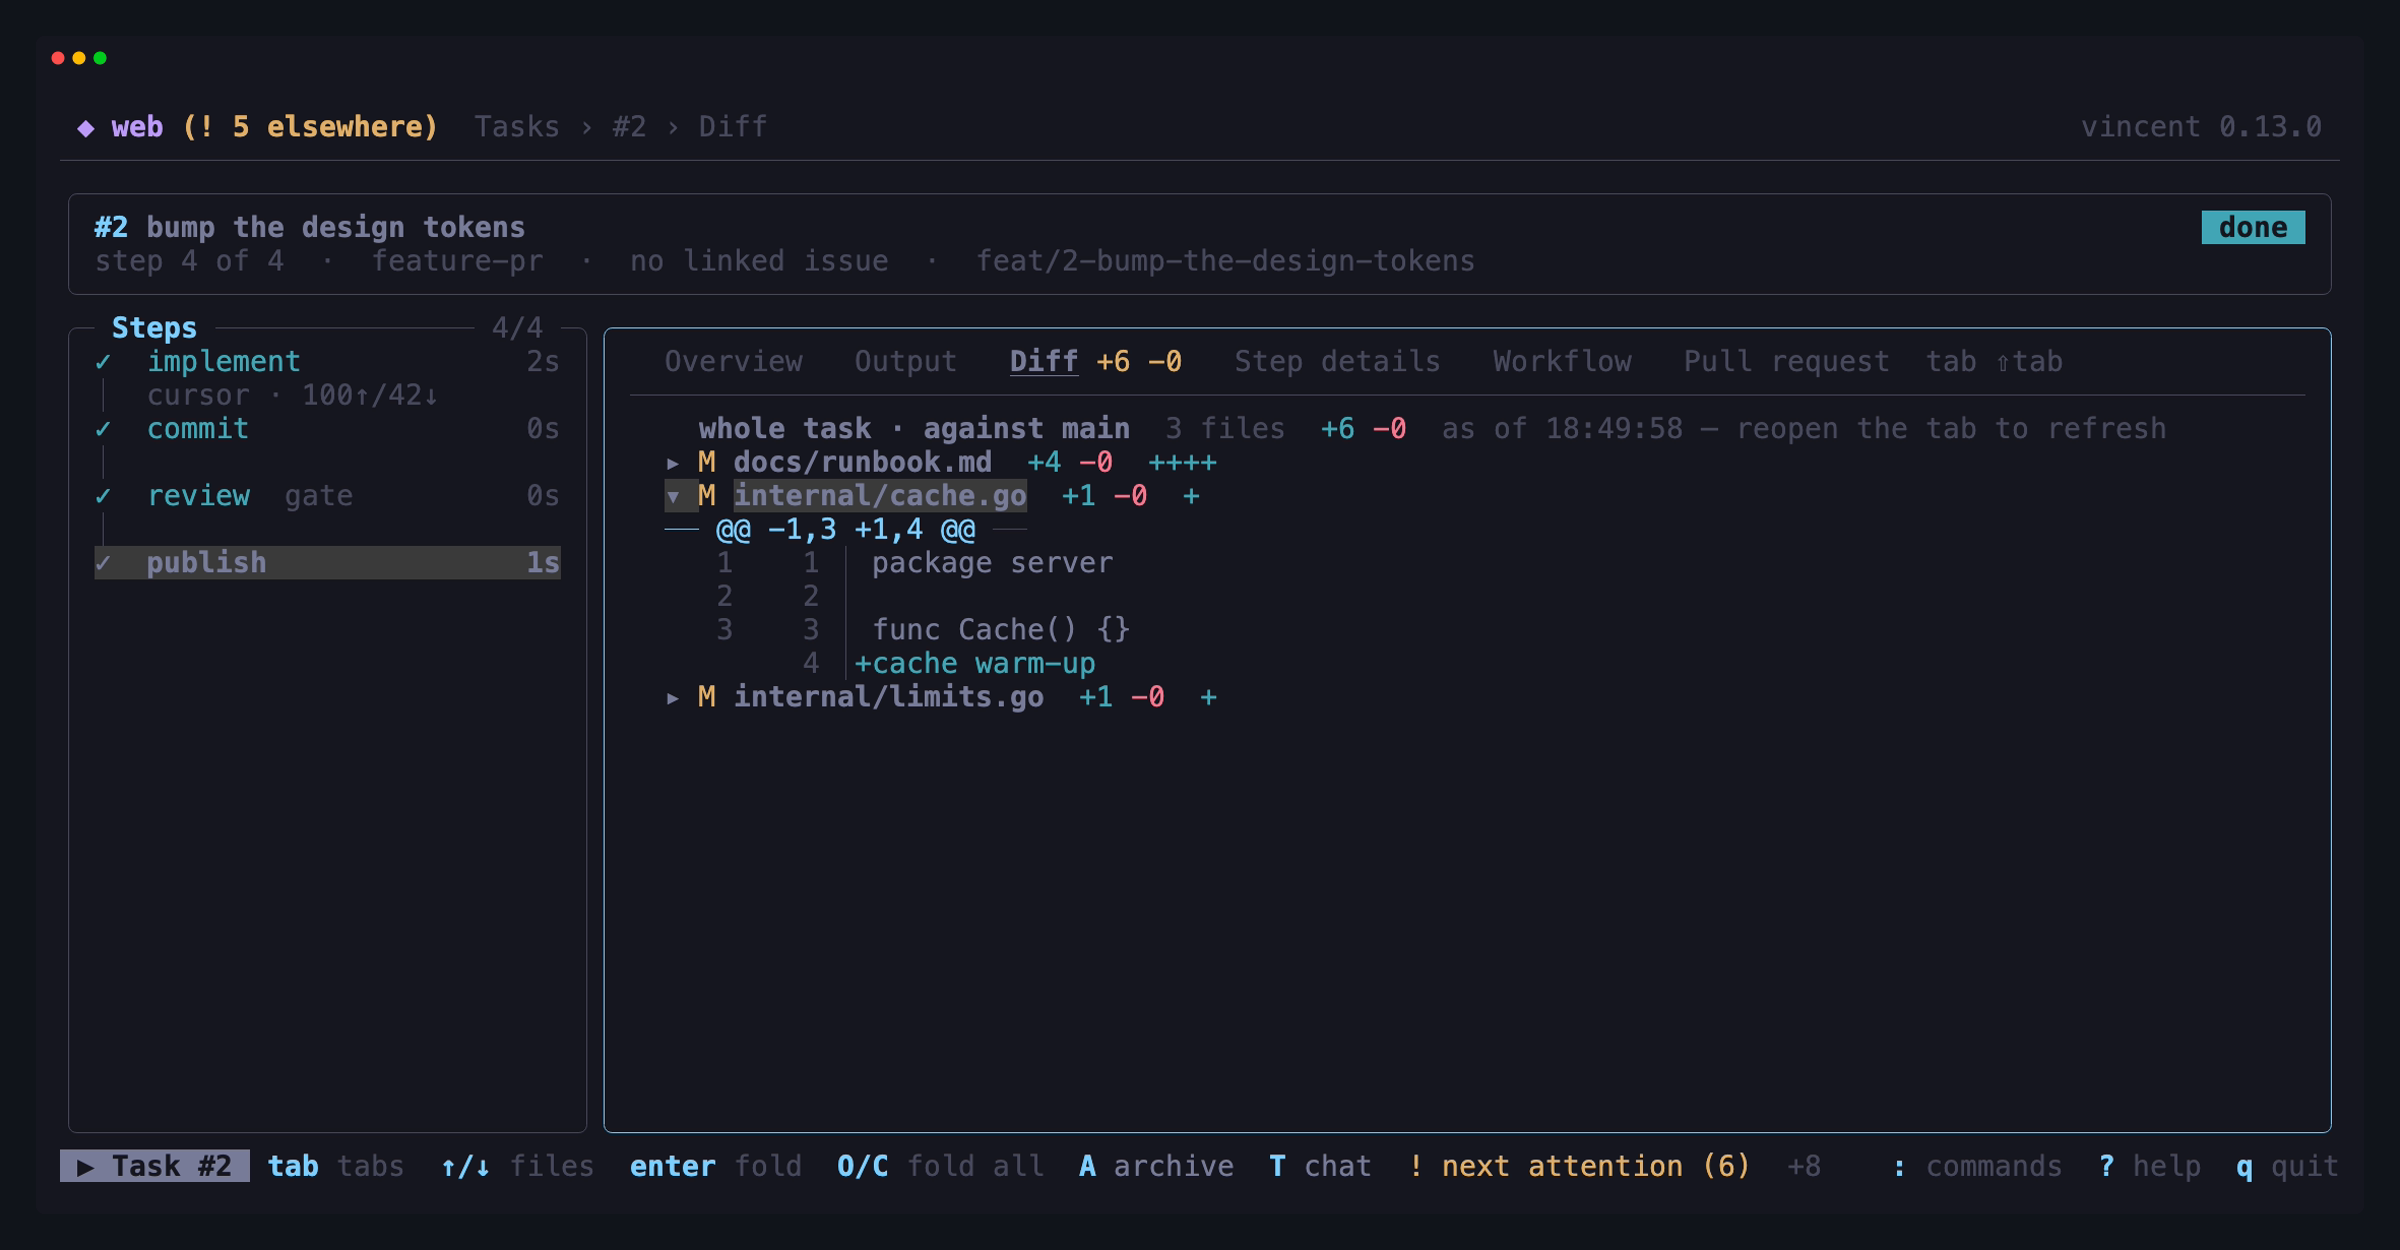 ◆ web (! 5 elsewhere) Tasks › #2 › Diff vincent 0.13.0
#2 bump the design tokens done
step 4 of 4 · feature-pr · no linked issue · feat/2-bump-the-design-tokens
Steps 4/4
✓ implement 2s
cursor · 100↑/42↓
✓ commit 0s
✓ review gate 0s
✓ publish 1s
Overview Output Diff +6 −0 Step details Workflow Pull request tab ⇧tab
whole task · against main 3 files +6 −0 as of 18:49:58 — reopen the tab to refresh
▸ M docs/runbook.md +4 −0 ++++
▾ M internal/cache.go +1 −0 +
── @@ -1,3 +1,4 @@ ──
1 1 │ package server
2 2 │
3 3 │ func Cache() {}
4 │+cache warm-up
▸ M internal/limits.go +1 −0 +
▶ Task #2 tab tabs ↑/↓ files enter fold O/C fold all A archive T chat ! next attention (6) +8 : commands ? help q quit